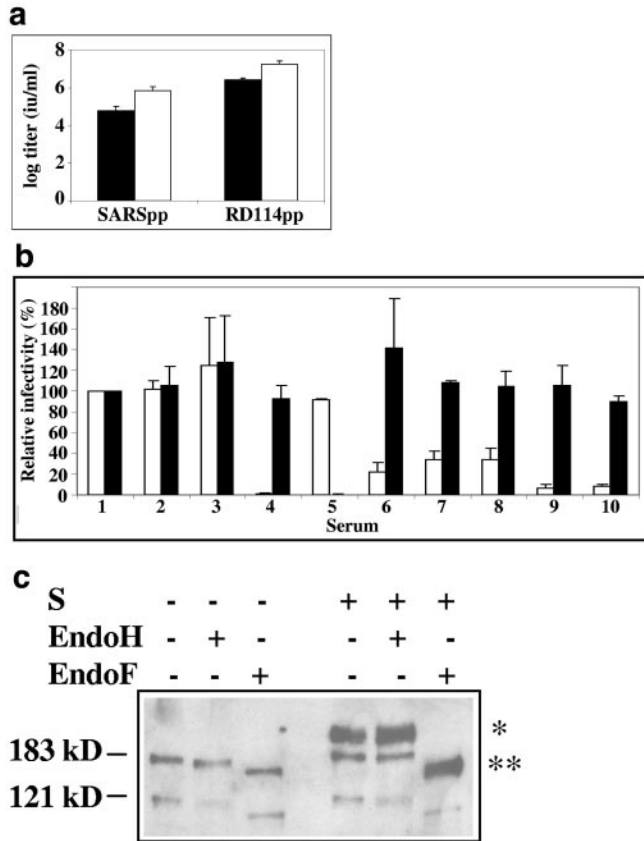 a
log titer (iu/ml)
8
6
4
2
0
SARSpp RD114pp
b
Relative infectivity (%)
180
160
140
120
100
80
60
40
20
0
1 2 3 4 5 6 7 8 9 10
Serum
c
S - - - + + +
EndoH - + - - + -
EndoF - - + - - +
183 kD
121 kD
*
**